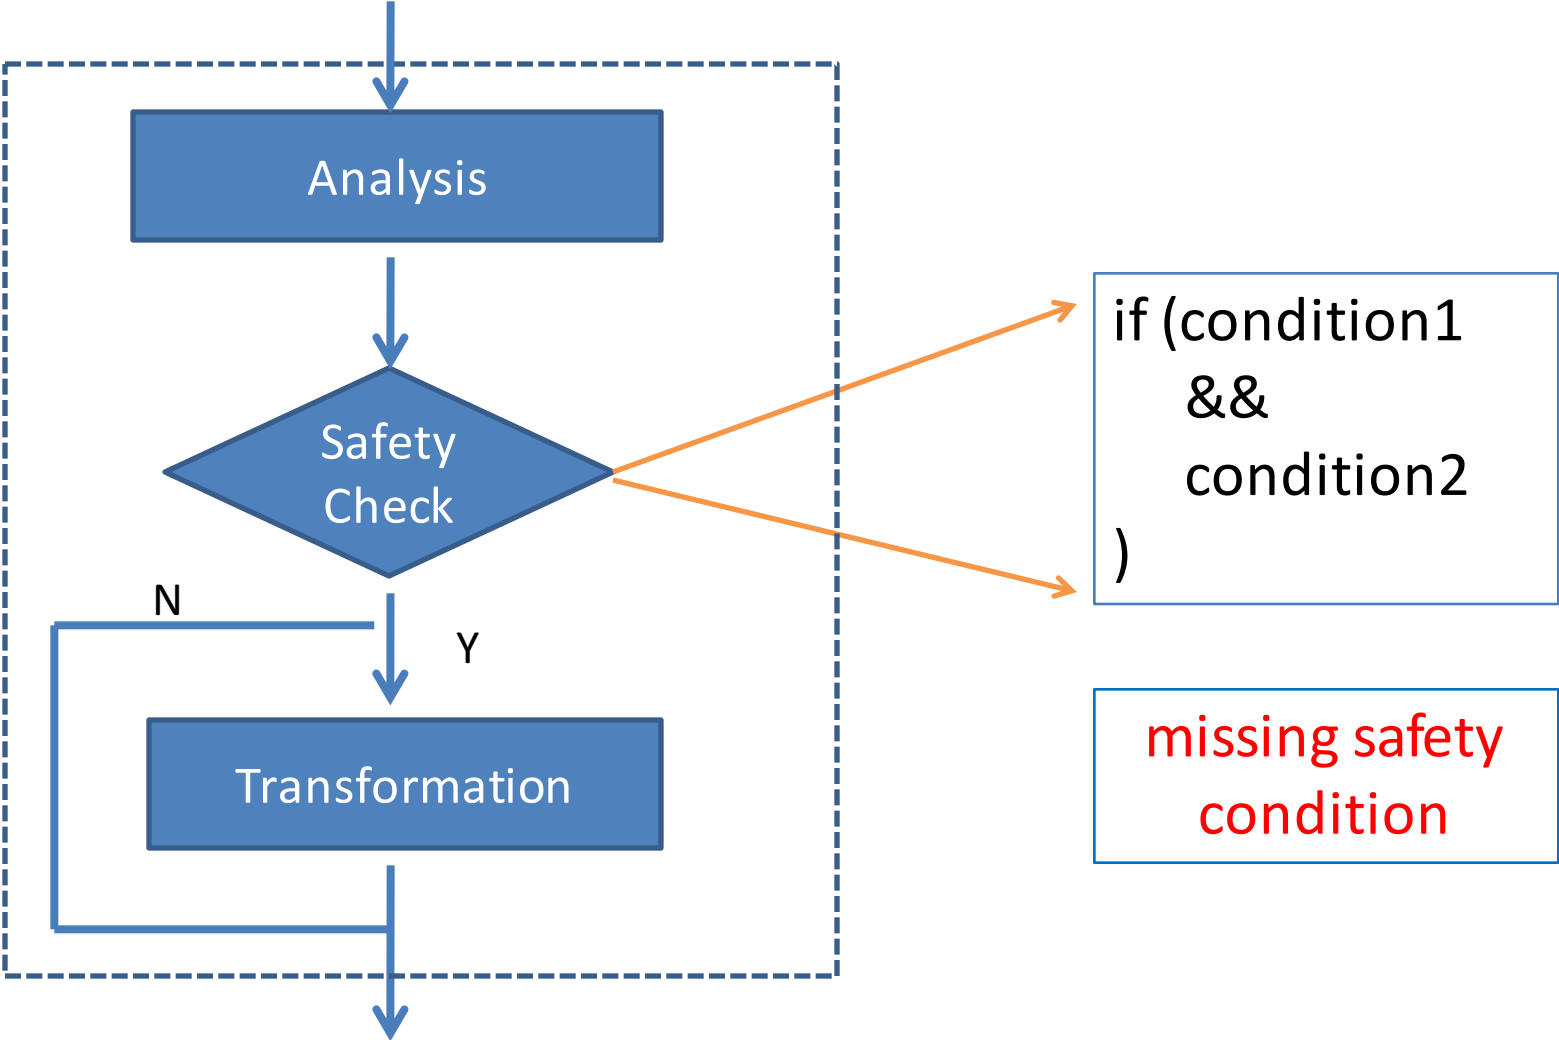 Analysis
Safety
Check
N
Y
Transformation
if (condition1
&&
condition2
)
missing safety
condition